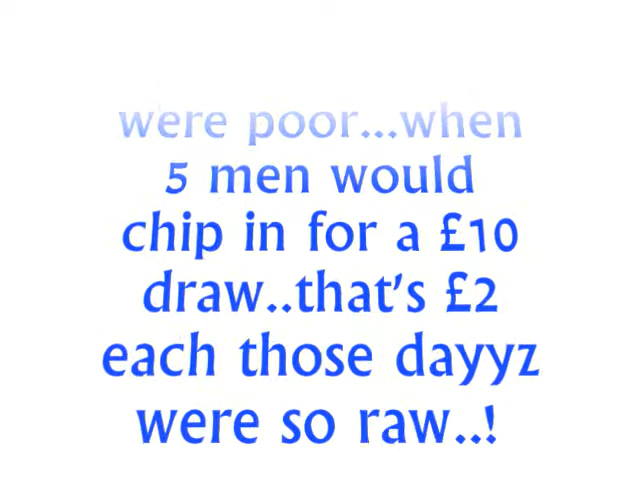 were poor...when
5 men would
chip in for a £10
draw..that's £2
each those dayyz
were so raw..!